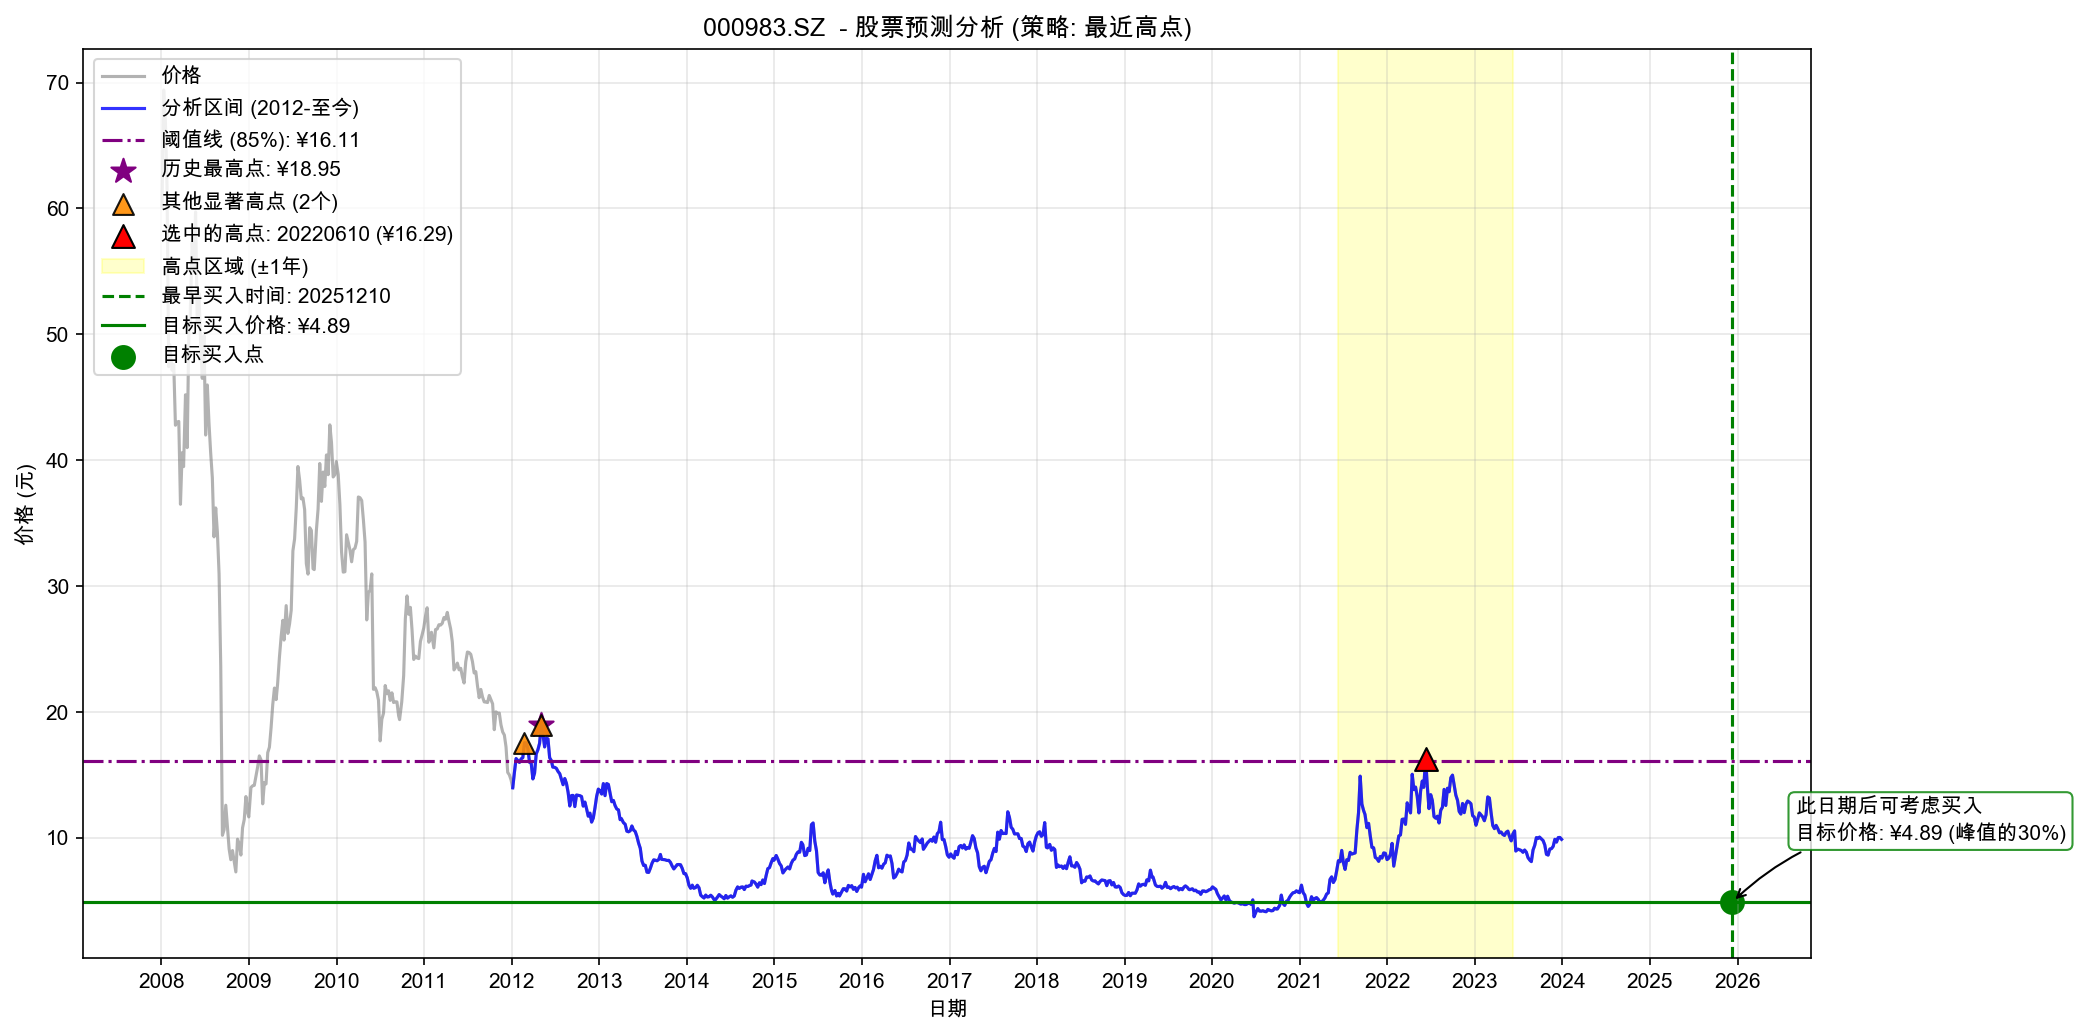 000983.SZ - 股票预测分析 (策略: 最近高点)
价格
分析区间 (2012-至今)
阈值线 (85%): ¥16.11
历史最高点: ¥18.95
其他显著高点 (2个)
选中的高点: 20220610 (¥16.29)
高点区域 (±1年)
最早买入时间: 20251210
目标买入价格: ¥4.89
目标买入点
价格 (元)
70
60
50
40
30
20
10
此日期后可考虑买入
目标价格: ¥4.89 (峰值的30%)
2008 2009 2010 2011 2012 2013 2014 2015 2016 2017 2018 2019 2020 2021 2022 2023 2024 2025 2026
日期